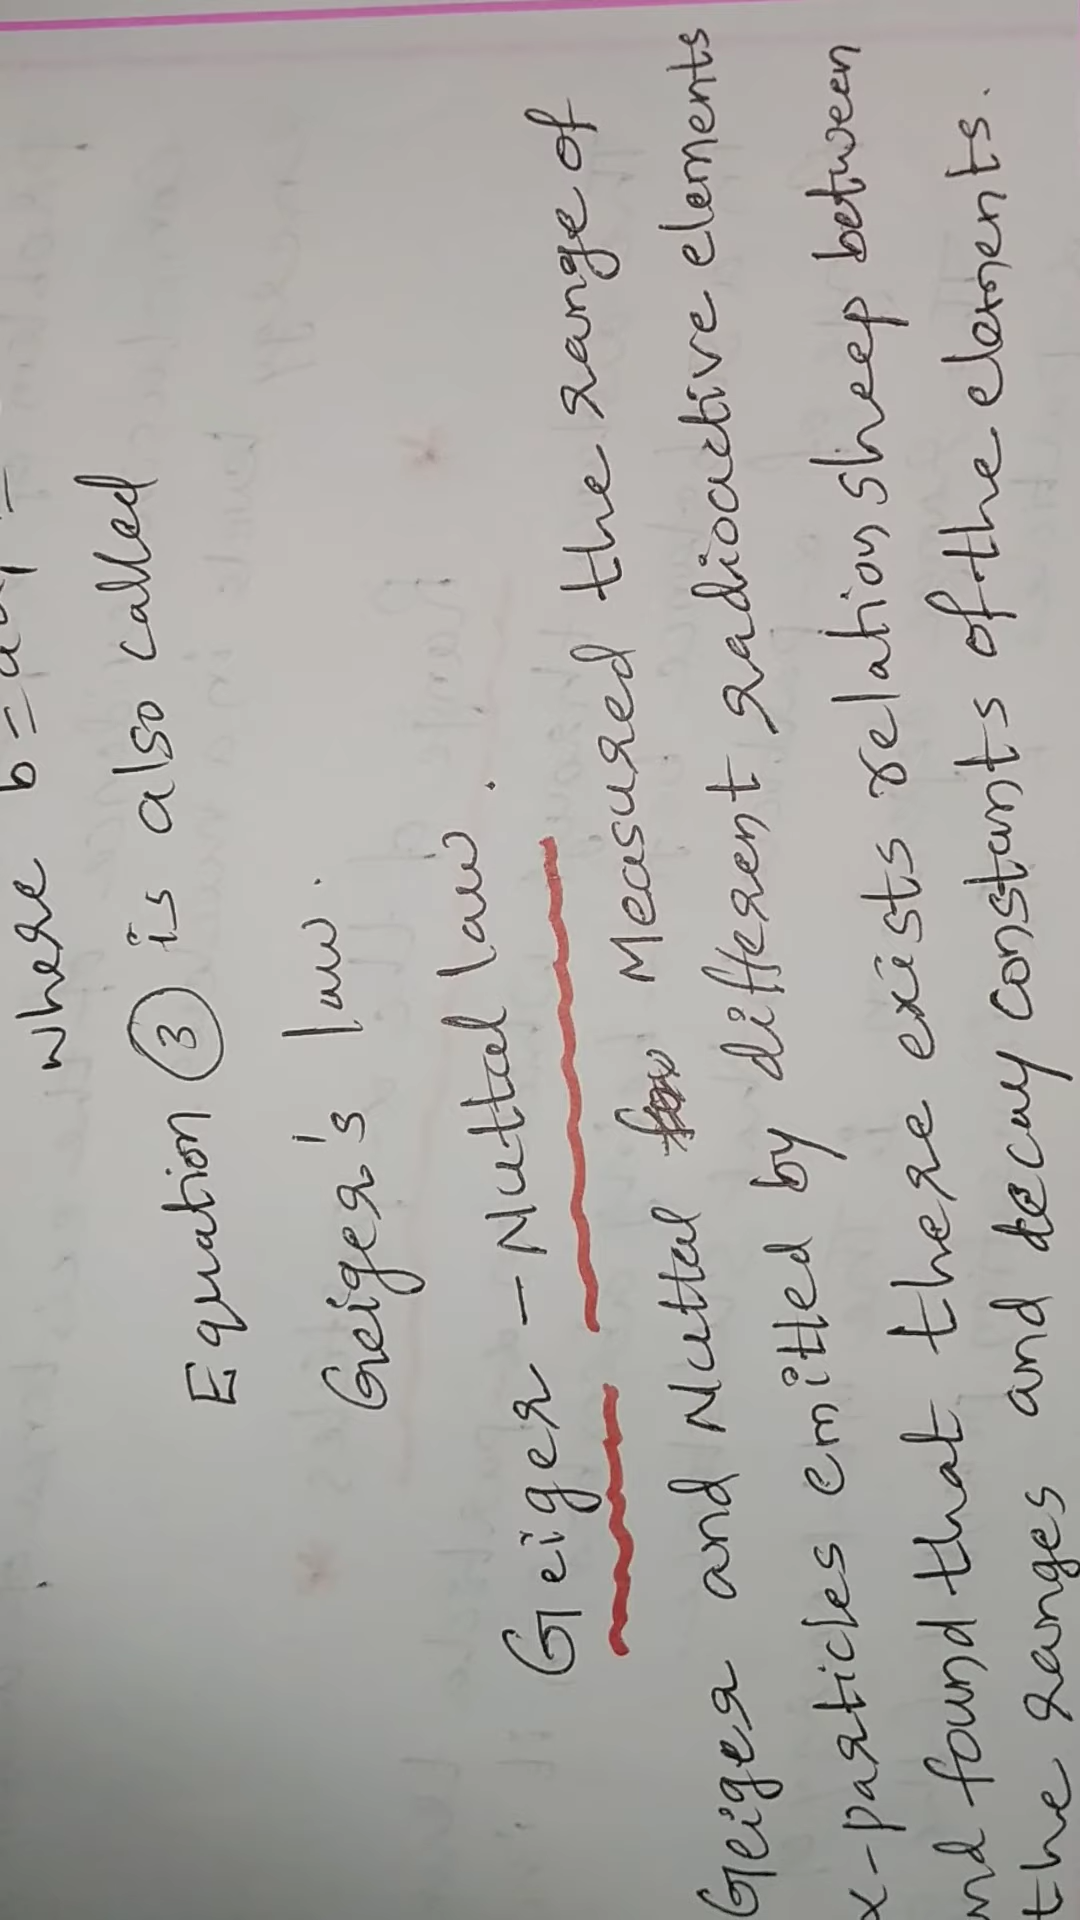 where b=
Equation ③ is also called
Geiger's law.
Geiger-Nuttal law.
Geiger and Nuttal Measured the range of
α-particles emitted by different radioactive elements
and found that there exists relationsheep between
the ranges and decay constants of the elements.